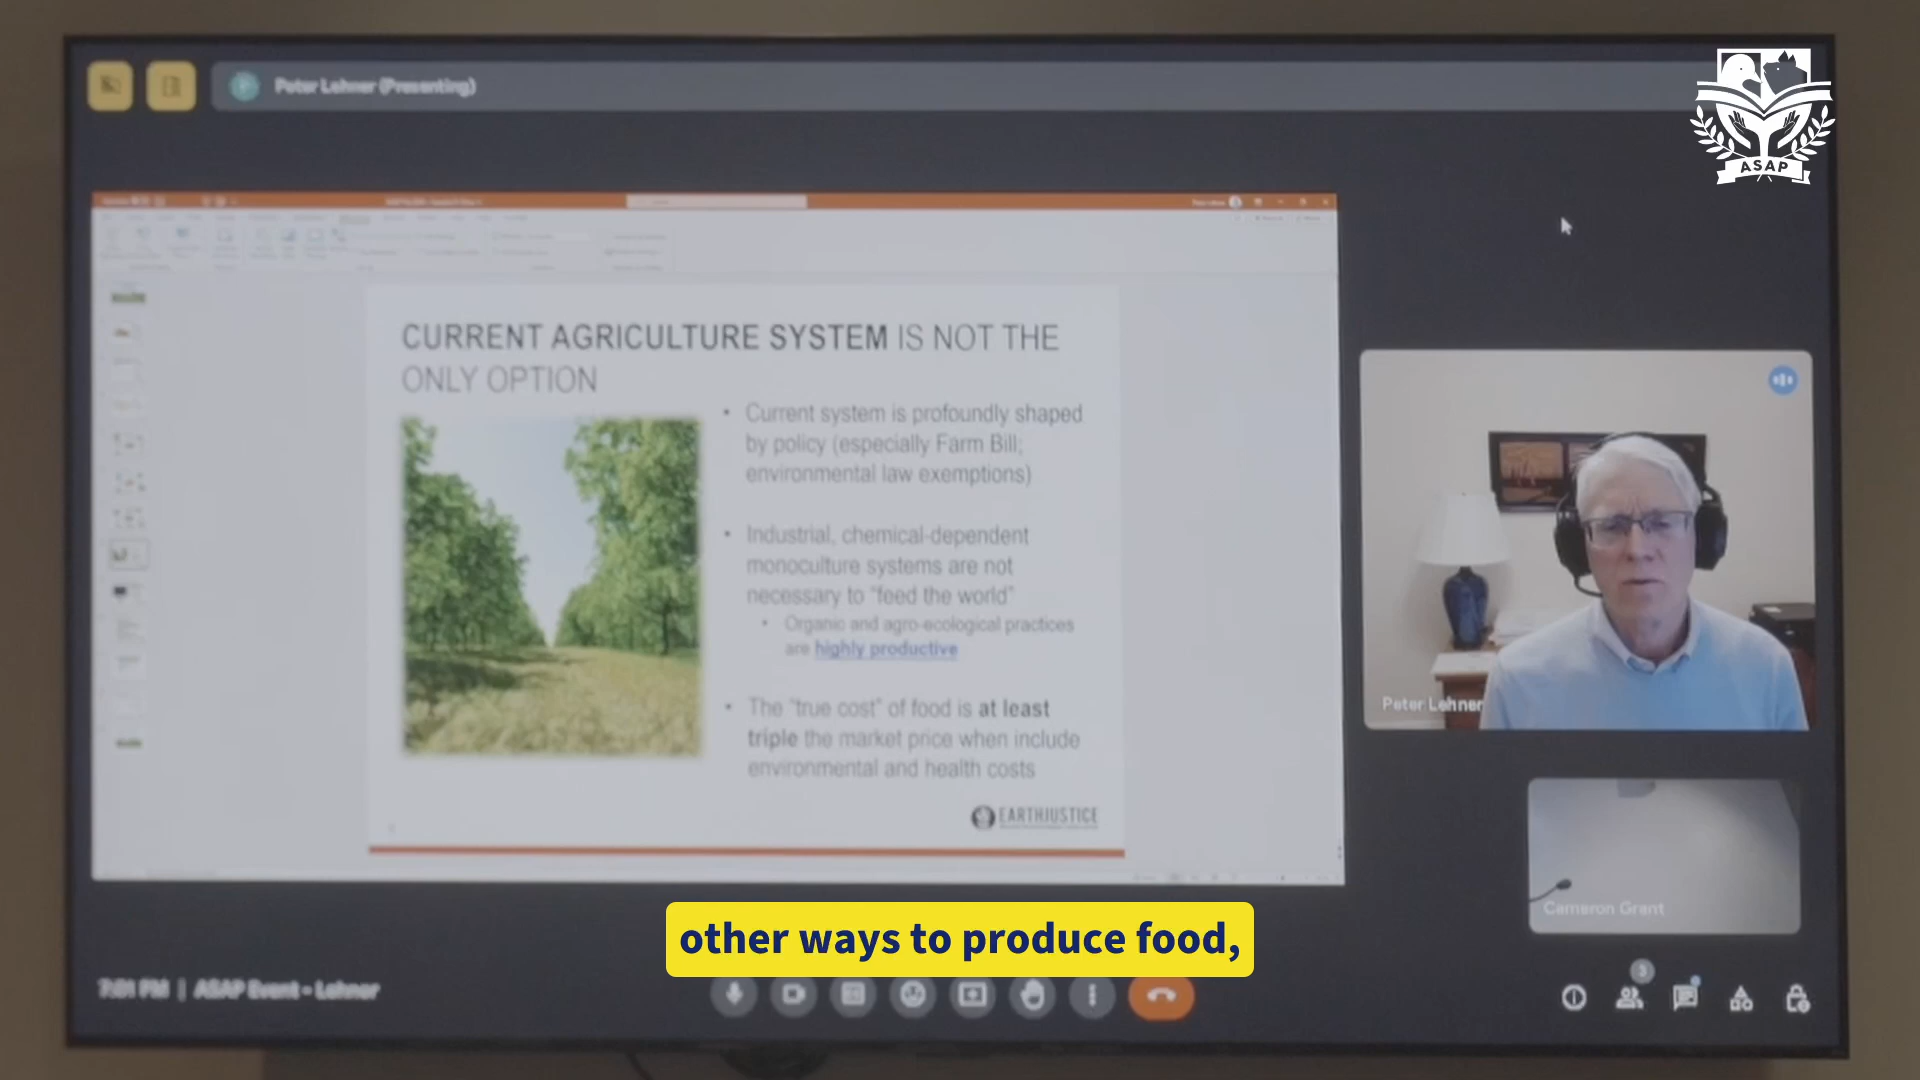 Peter Lehner (Presenting)
ASAP
CURRENT AGRICULTURE SYSTEM IS NOT THE
ONLY OPTION
• Current system is profoundly shaped
by policy (especially Farm Bill;
environmental law exemptions)
• Industrial, chemical-dependent
monoculture systems are not
necessary to “feed the world”
• Organic and agro-ecological practices
are highly productive
• The “true cost” of food is at least
triple the market price when include
environmental and health costs
EARTHJUSTICE
Peter Lehner
Cameron Grant
other ways to produce food,
7:01 PM | ASAP Event - Lehner
3